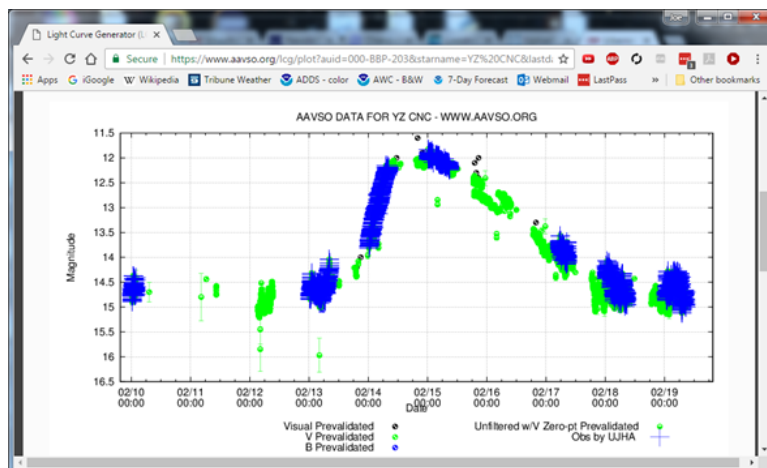 Joe
Light Curve Generator (L
Secure | https://www.aavso.org/lcg/plot?auid=000-BBP-203&starname=YZ%20CNC&lastd
Apps iGoogle W Wikipedia Tribune Weather ADDS - color AWC - B&W 7-Day Forecast Webmail LastPass » Other bookmarks
AAVSO DATA FOR YZ CNC - WWW.AAVSO.ORG
Magnitude
11.5
12
12.5
13
13.5
14
14.5
15
15.5
16
16.5
02/10 02/11 02/12 02/13 02/14 02/15 02/16 02/17 02/18 02/19
00:00 00:00 00:00 00:00 00:00 00:00 00:00 00:00 00:00 00:00
Date
Visual Prevalidated
V Prevalidated
B Prevalidated
Unfiltered w/V Zero-pt Prevalidated
Obs by UJHA